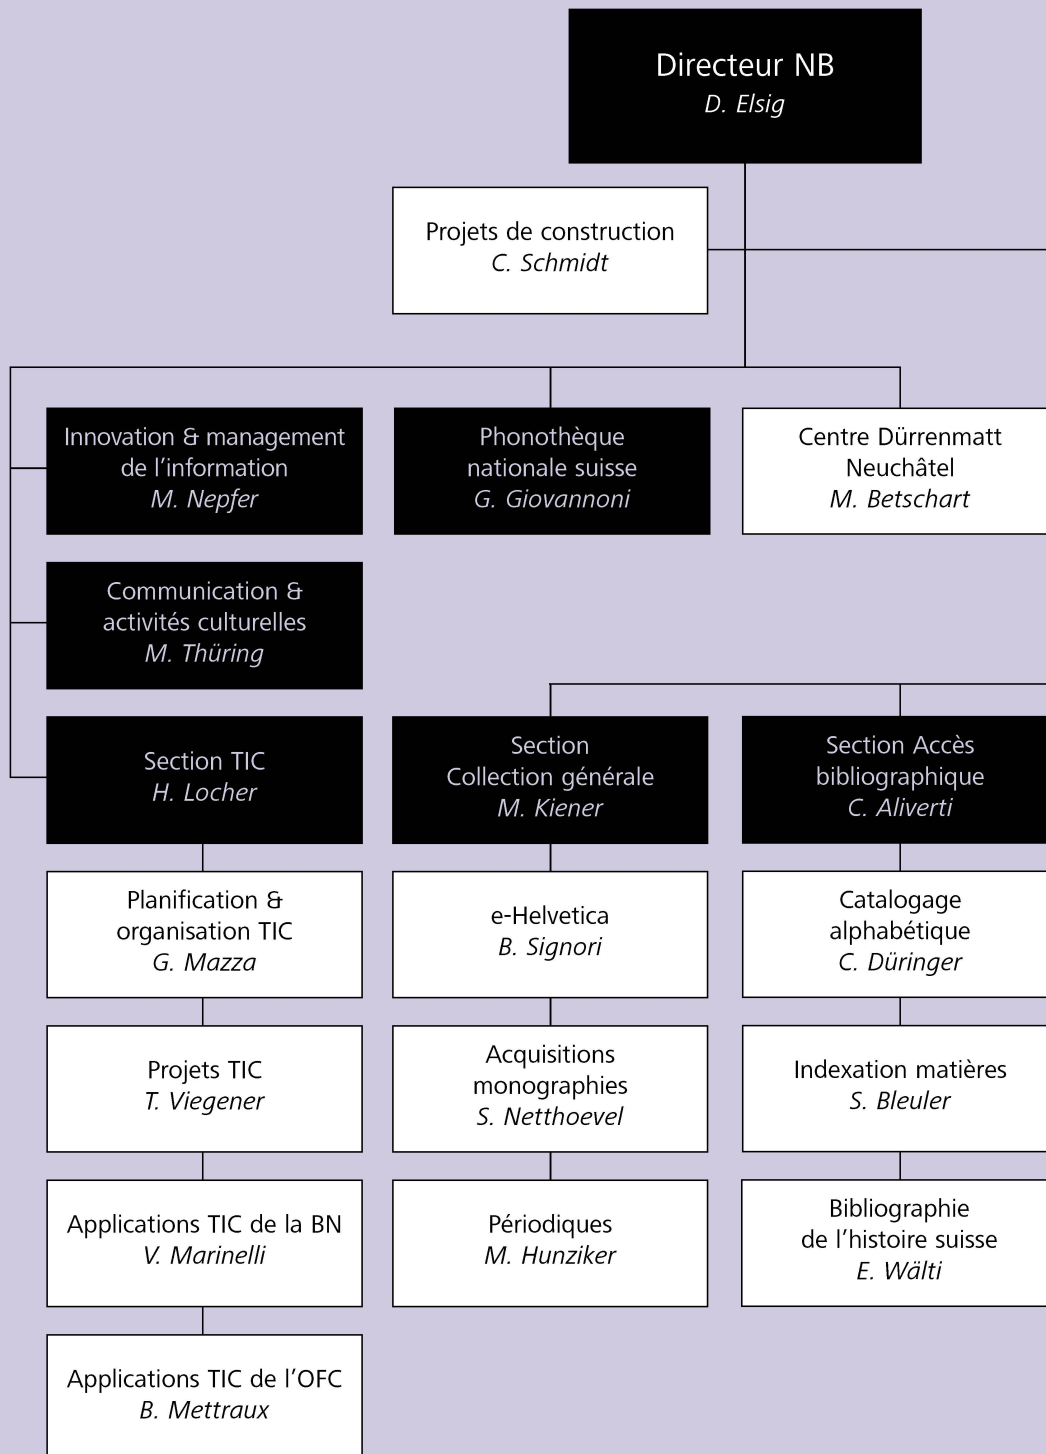 Directeur NB
D. Elsig
Projets de construction
C. Schmidt
Innovation & management
de l'information
M. Nepfer
Phonothèque
nationale suisse
G. Giovannoni
Centre Dürrenmatt
Neuchâtel
M. Betschart
Communication &
activités culturelles
M. Thüring
Section TIC
H. Locher
Section
Collection générale
M. Kiener
Section Accès
bibliographique
C. Aliverti
Planification &
organisation TIC
G. Mazza
e-Helvetica
B. Signori
Catalogage
alphabétique
C. Düringer
Projets TIC
T. Viegener
Acquisitions
monographies
S. Netthoevel
Indexation matières
S. Bleuler
Applications TIC de la BN
V. Marinelli
Périodiques
M. Hunziker
Bibliographie
de l'histoire suisse
E. Wälti
Applications TIC de l'OFC
B. Mettraux